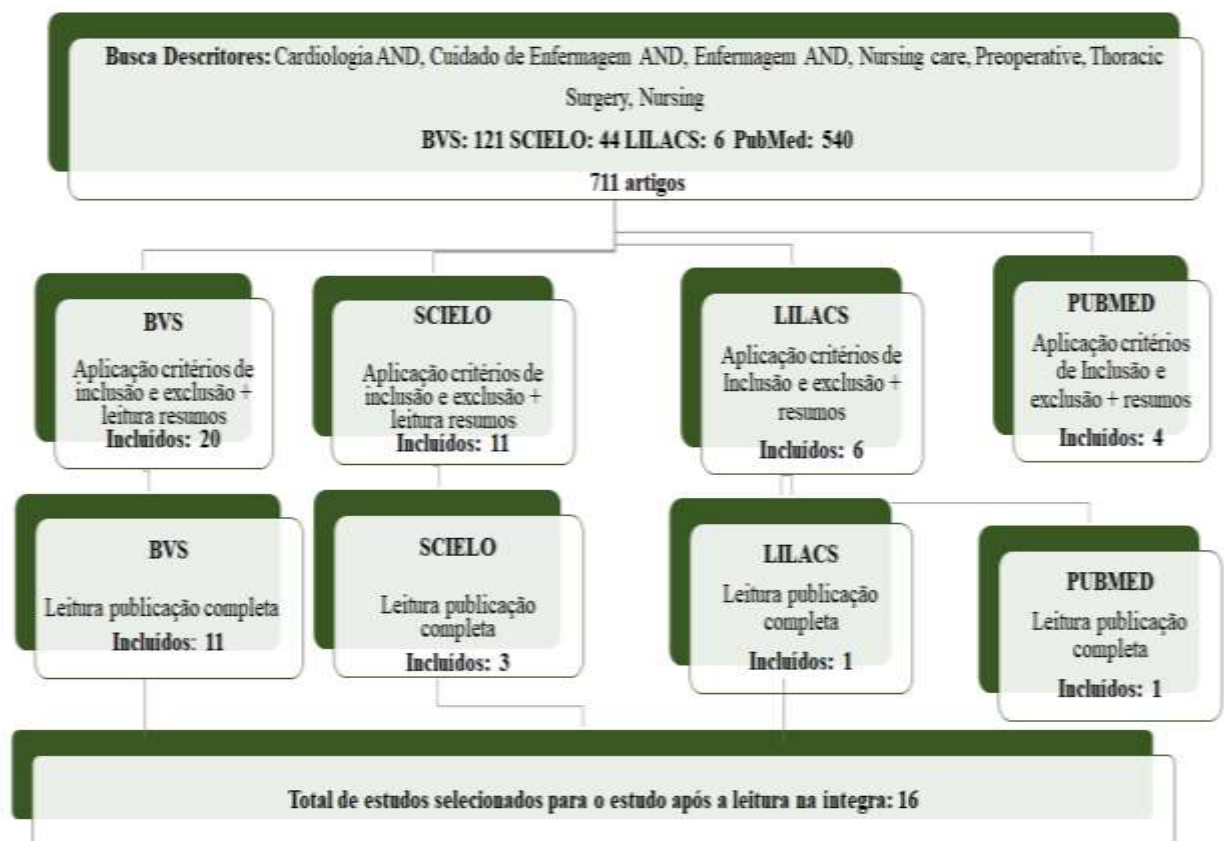 Busca Descritores: Cardiologia AND, Cuidado de Enfermagem AND, Enfermagem AND, Nursing care, Preoperative, Thoracic
Surgery, Nursing
BVS: 121 SCIELO: 44 LILACS: 6 PubMed: 540
711 artigos
BVS
Aplicação critérios de
inclusão e exclusão +
leitura resumos
Incluídos: 20
SCIELO
Aplicação critérios de
inclusão e exclusão +
leitura resumos
Incluídos: 11
LILACS
Aplicação critérios de
Inclusão e exclusão +
resumos
Incluídos: 6
PUBMED
Aplicação critérios
de Inclusão e
exclusão + resumos
Incluídos: 4
BVS
Leitura publicação completa
Incluídos: 11
SCIELO
Leitura publicação
completa
Incluídos: 3
LILACS
Leitura publicação
completa
Incluídos: 1
PUBMED
Leitura publicação
completa
Incluídos: 1
Total de estudos selecionados para o estudo após a leitura na íntegra: 16